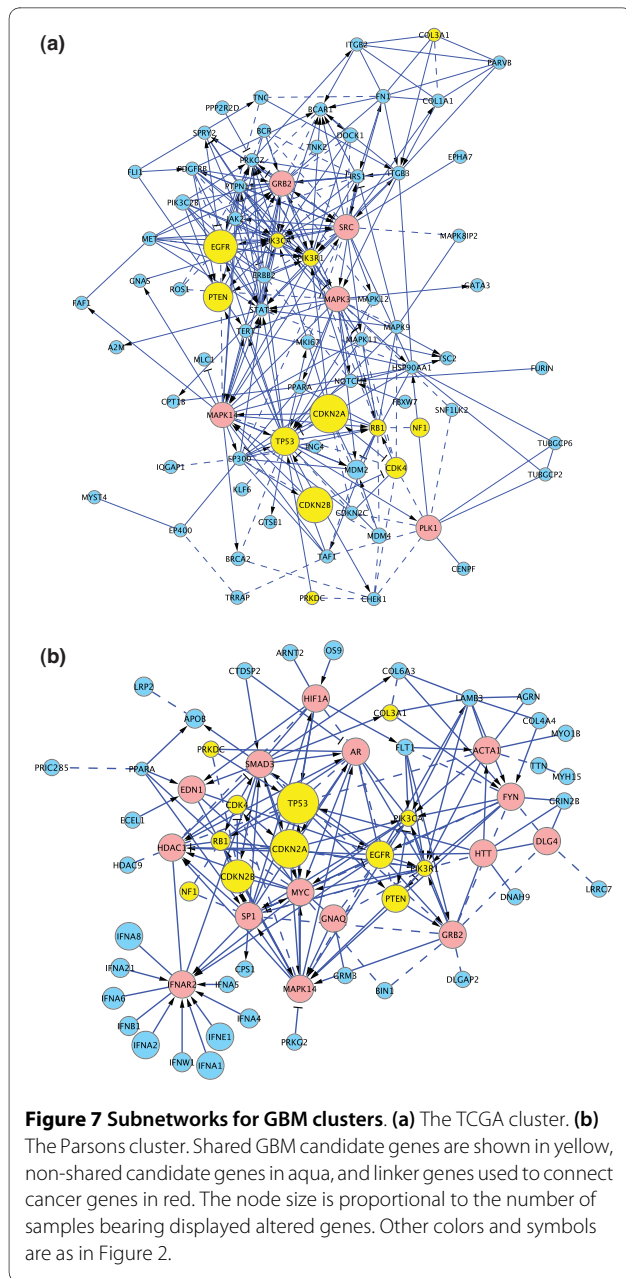 (a)
COL3A1
ITGB2
PARVB
TNC
FN1
COL1A1
PPP2R2D
BCAR1
SPRY2
BCR
DOCK1
TNK2
PRKCZ
EPHA7
FLI1
PDGFRB
PTPN11
GRB2
IRS1
ITGB3
PIK3C2B
JAK2
SRC
MET
EGFR
PIK3CA
MAPK8IP2
PIK3R1
GNAS
ERBB2
ROS1
PTEN
MAPK3
MAPK12
GATA3
FAF1
STAT3
TERT
MAPK9
A2M
MKI67
MAPK11
TSC2
MLC1
HSP90AA1
FURIN
CPT1B
PPARA
NOTCH1
FBXW7
SNF1LK2
MAPK14
CDKN2A
RB1
NF1
TP53
TUBGCP6
ING4
IQGAP1
EP300
MDM2
CDK4
TUBGCP2
KLF6
MYST4
CDKN2B
CDKN2C
GTSE1
PLK1
EP400
MDM4
BRCA2
TAF1
CENPF
TRRAP
PRKDC
CHEK1
(b)
ARNT2
OS9
CTDSP2
COL6A3
LRP2
HIF1A
LAMB3
AGRN
APOB
COL3A1
COL4A4
PRKDC
AR
FLT1
ACTA1
MYO1B
PRIC285
PPARA
SMAD3
TTN
MYH15
EDN1
CDK4
TP53
FYN
GRIN2B
ECEL1
PIK3CA
RB1
HDAC1
CDKN2A
EGFR
HTT
DLG4
HDAC9
CDKN2B
PIK3R1
LRRC7
NF1
MYC
PTEN
DNAH9
SP1
GNAQ
GRB2
IFNA8
IFNA21
CPS1
IFNAR2
IFNA5
MAPK14
GRM3
DLGAP2
IFNA6
BIN1
IFNB1
IFNA4
IFNA2
IFNE1
PRKG2
IFNW1
IFNA1
Figure 7 Subnetworks for GBM clusters. (a) The TCGA cluster. (b)
The Parsons cluster. Shared GBM candidate genes are shown in yellow,
non-shared candidate genes in aqua, and linker genes used to connect
cancer genes in red. The node size is proportional to the number of
samples bearing displayed altered genes. Other colors and symbols
are as in Figure 2.